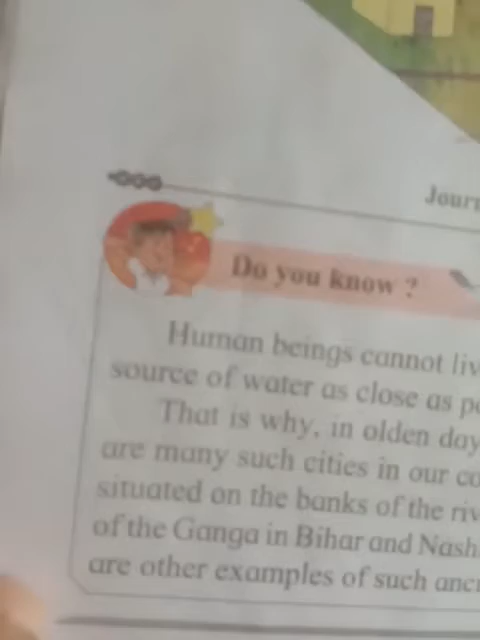 Do you know ?
Human beings cannot
source of water as close as
That is why, in olden
are many such cities in our
situated on the banks of the
of the Ganga in Bihar and
are other examples of such